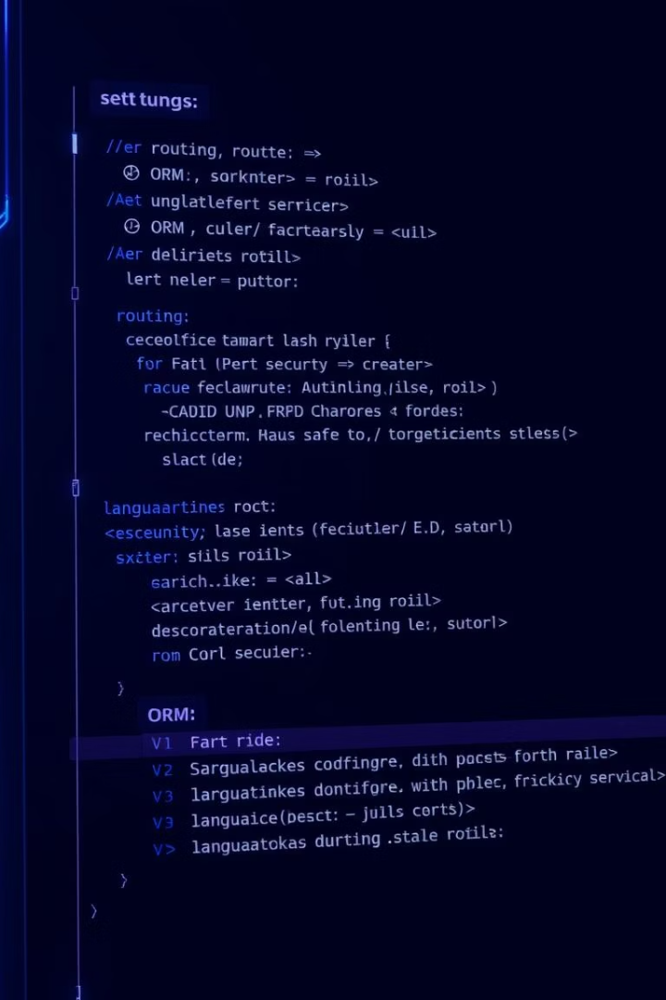 sett tungs:
//er routing, routte: =>
ORM:, sorknter> = roiil>
/Aet unglatlefert serricer>
ORM , culer/ facrtaarsly = <uil>
/Aer deliriets rotill>
lert neler = puttor:
routing:
ceceolfice tamart lash ryiler {
for Fatl (Pert securty => creater>
racue feclawrute: Autinling,jilse, roil> )
¬CADID UNP.FRPD Charores < fordes:
rechiccterm. Haus safe to,/ torgeticients stless(>
slact (de;
languaartines roct:
<esceunity; lase ients (feciutler/ E.D, satorl)
sxtter: slils roiil>
sarich..ike: = <all>
<arcetver ientter, fut.ing roiil>
descorateration/e( folenting le:, sutorl>
rom Corl secuier:-
}
ORM:
V1 Fart ride:
V2 Sargualackes codfingre, dith pocsts forth raile>
V3 larguatinkes dontifgre. with phlec, frickicy servical>
V3 languaice(besct: – julls corts)>
V> languaatokas durting .stale rotils:
}
}